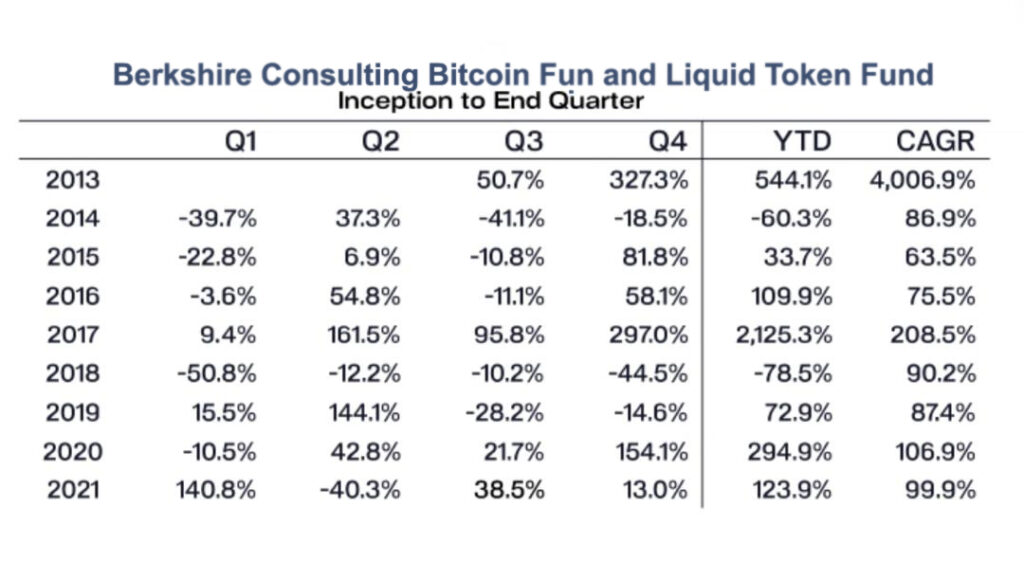 Berkshire Consulting Bitcoin Fun and Liquid Token Fund
Inception to End Quarter
Q1 Q2 Q3 Q4 YTD CAGR
2013 50.7% 327.3% 544.1% 4,006.9%
2014 -39.7% 37.3% -41.1% -18.5% -60.3% 86.9%
2015 -22.8% 6.9% -10.8% 81.8% 33.7% 63.5%
2016 -3.6% 54.8% -11.1% 58.1% 109.9% 75.5%
2017 9.4% 161.5% 95.8% 297.0% 2,125.3% 208.5%
2018 -50.8% -12.2% -10.2% -44.5% -78.5% 90.2%
2019 15.5% 144.1% -28.2% -14.6% 72.9% 87.4%
2020 -10.5% 42.8% 21.7% 154.1% 294.9% 106.9%
2021 140.8% -40.3% 38.5% 13.0% 123.9% 99.9%